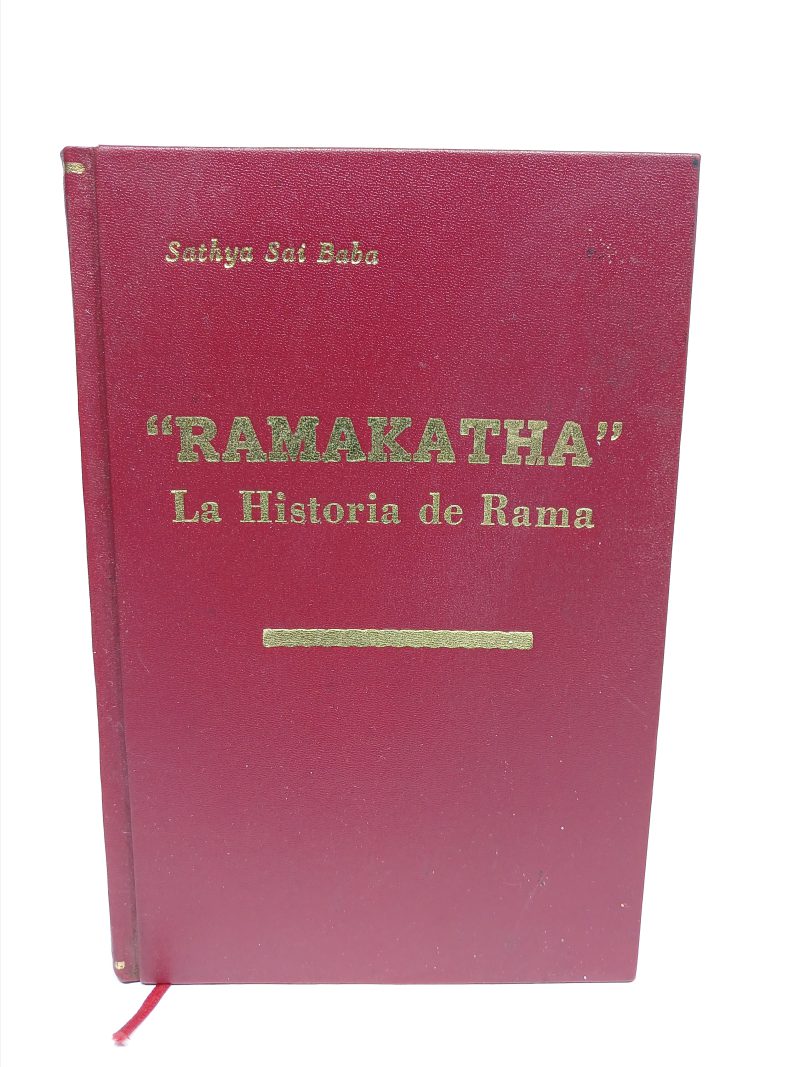 Sathya Sai Baba
“RAMAKATHA”
La Historia de Rama